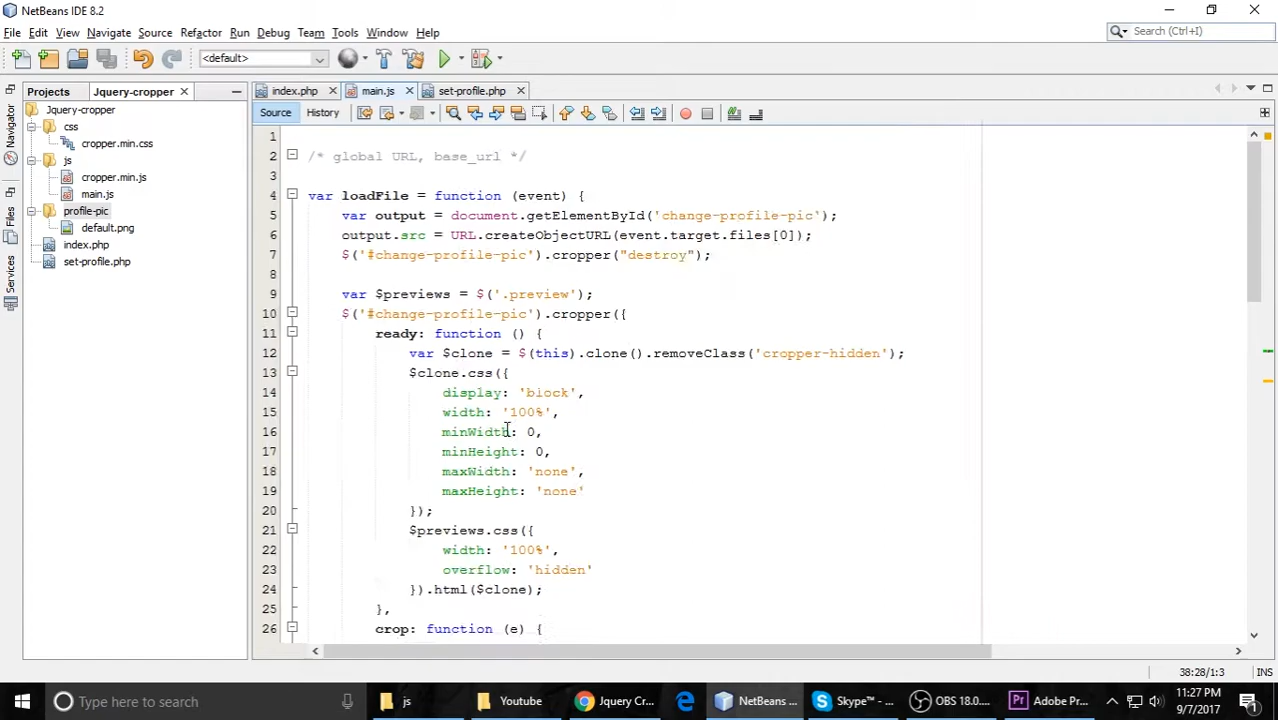 NetBeans IDE 8.2
File Edit View Navigate Source Refactor Run Debug Team Tools Window Help
Search (Ctrl+I)
<default>
Projects Jquery-cropper
index.php main.js set-profile.php
Source History
Navigator
Files
Services
Jquery-cropper
css
cropper.min.css
js
cropper.min.js
main.js
profile-pic
default.png
index.php
set-profile.php
1
2 /* global URL, base_url */
3
4 var loadFile = function (event) {
5 var output = document.getElementById('change-profile-pic');
6 output.src = URL.createObjectURL(event.target.files[0]);
7 $('#change-profile-pic').cropper("destroy");
8
9 var $previews = $('.preview');
10 $('#change-profile-pic').cropper({
11 ready: function () {
12 var $clone = $(this).clone().removeClass('cropper-hidden');
13 $clone.css({
14 display: 'block',
15 width: '100%',
16 minWidth: 0,
17 minHeight: 0,
18 maxWidth: 'none',
19 maxHeight: 'none'
20 });
21 $previews.css({
22 width: '100%',
23 overflow: 'hidden'
24 }).html($clone);
25 },
26 crop: function (e) {
38:28/1:3 INS
Type here to search
js
Youtube
Jquery Cr...
NetBeans ...
Skype™ - ...
OBS 18.0....
Adobe Pr...
11:27 PM
9/7/2017